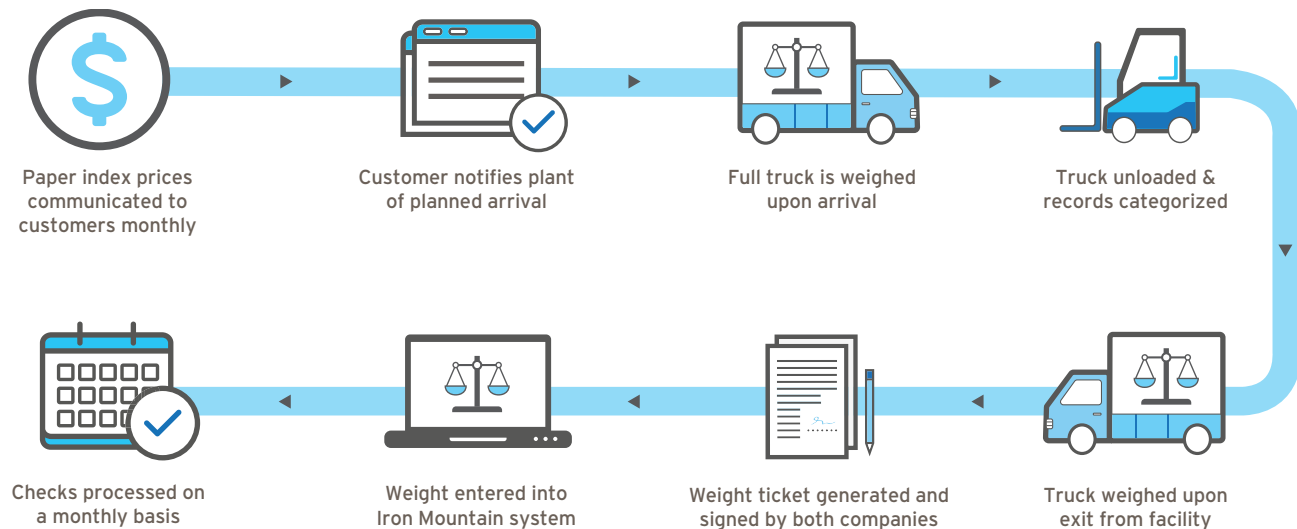 Paper index prices
communicated to
customers monthly
Customer notifies plant
of planned arrival
Full truck is weighed
upon arrival
Truck unloaded &
records categorized
Truck weighed upon
exit from facility
Weight ticket generated and
signed by both companies
Weight entered into
Iron Mountain system
Checks processed on
a monthly basis